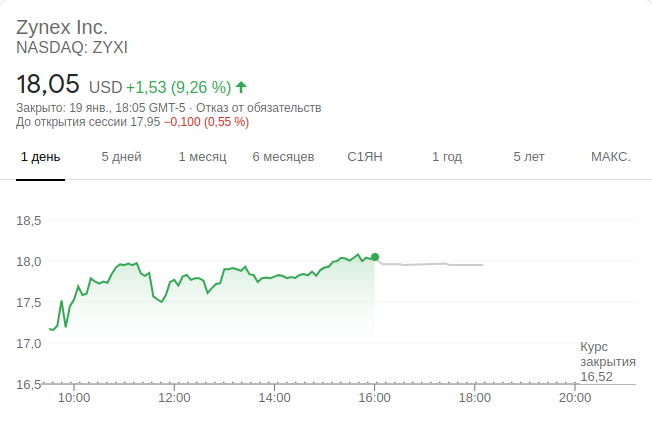 Zynex Inc.
NASDAQ: ZYXI
18,05 USD +1,53 (9,26 %)
Закрыто: 19 янв., 18:05 GMT-5 · Отказ от обязательств
До открытия сессии 17,95 −0,100 (0,55 %)
1 день 5 дней 1 месяц 6 месяцев С1ЯН 1 год 5 лет МАКС.
18,5
18,0
17,5
17,0
Курс
закрытия
16,52
16,5
10:00 12:00 14:00 16:00 18:00 20:00